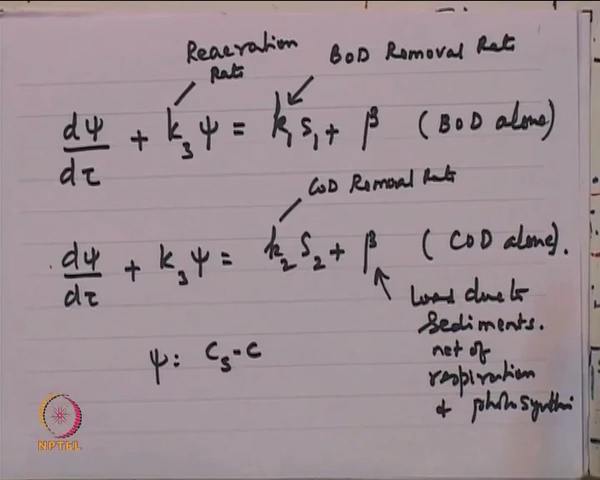 Reaeration
Rate
BOD Removal Rate
dψ/dτ + k₃ψ = k₁s₁ + β (BOD alone)
COD Removal Rate
dψ/dτ + k₃ψ = k₂s₂ + β (COD alone).
Load due to
Sediments.
net of
respiration
+ photosynthi
ψ: Cs-C
NPTEL